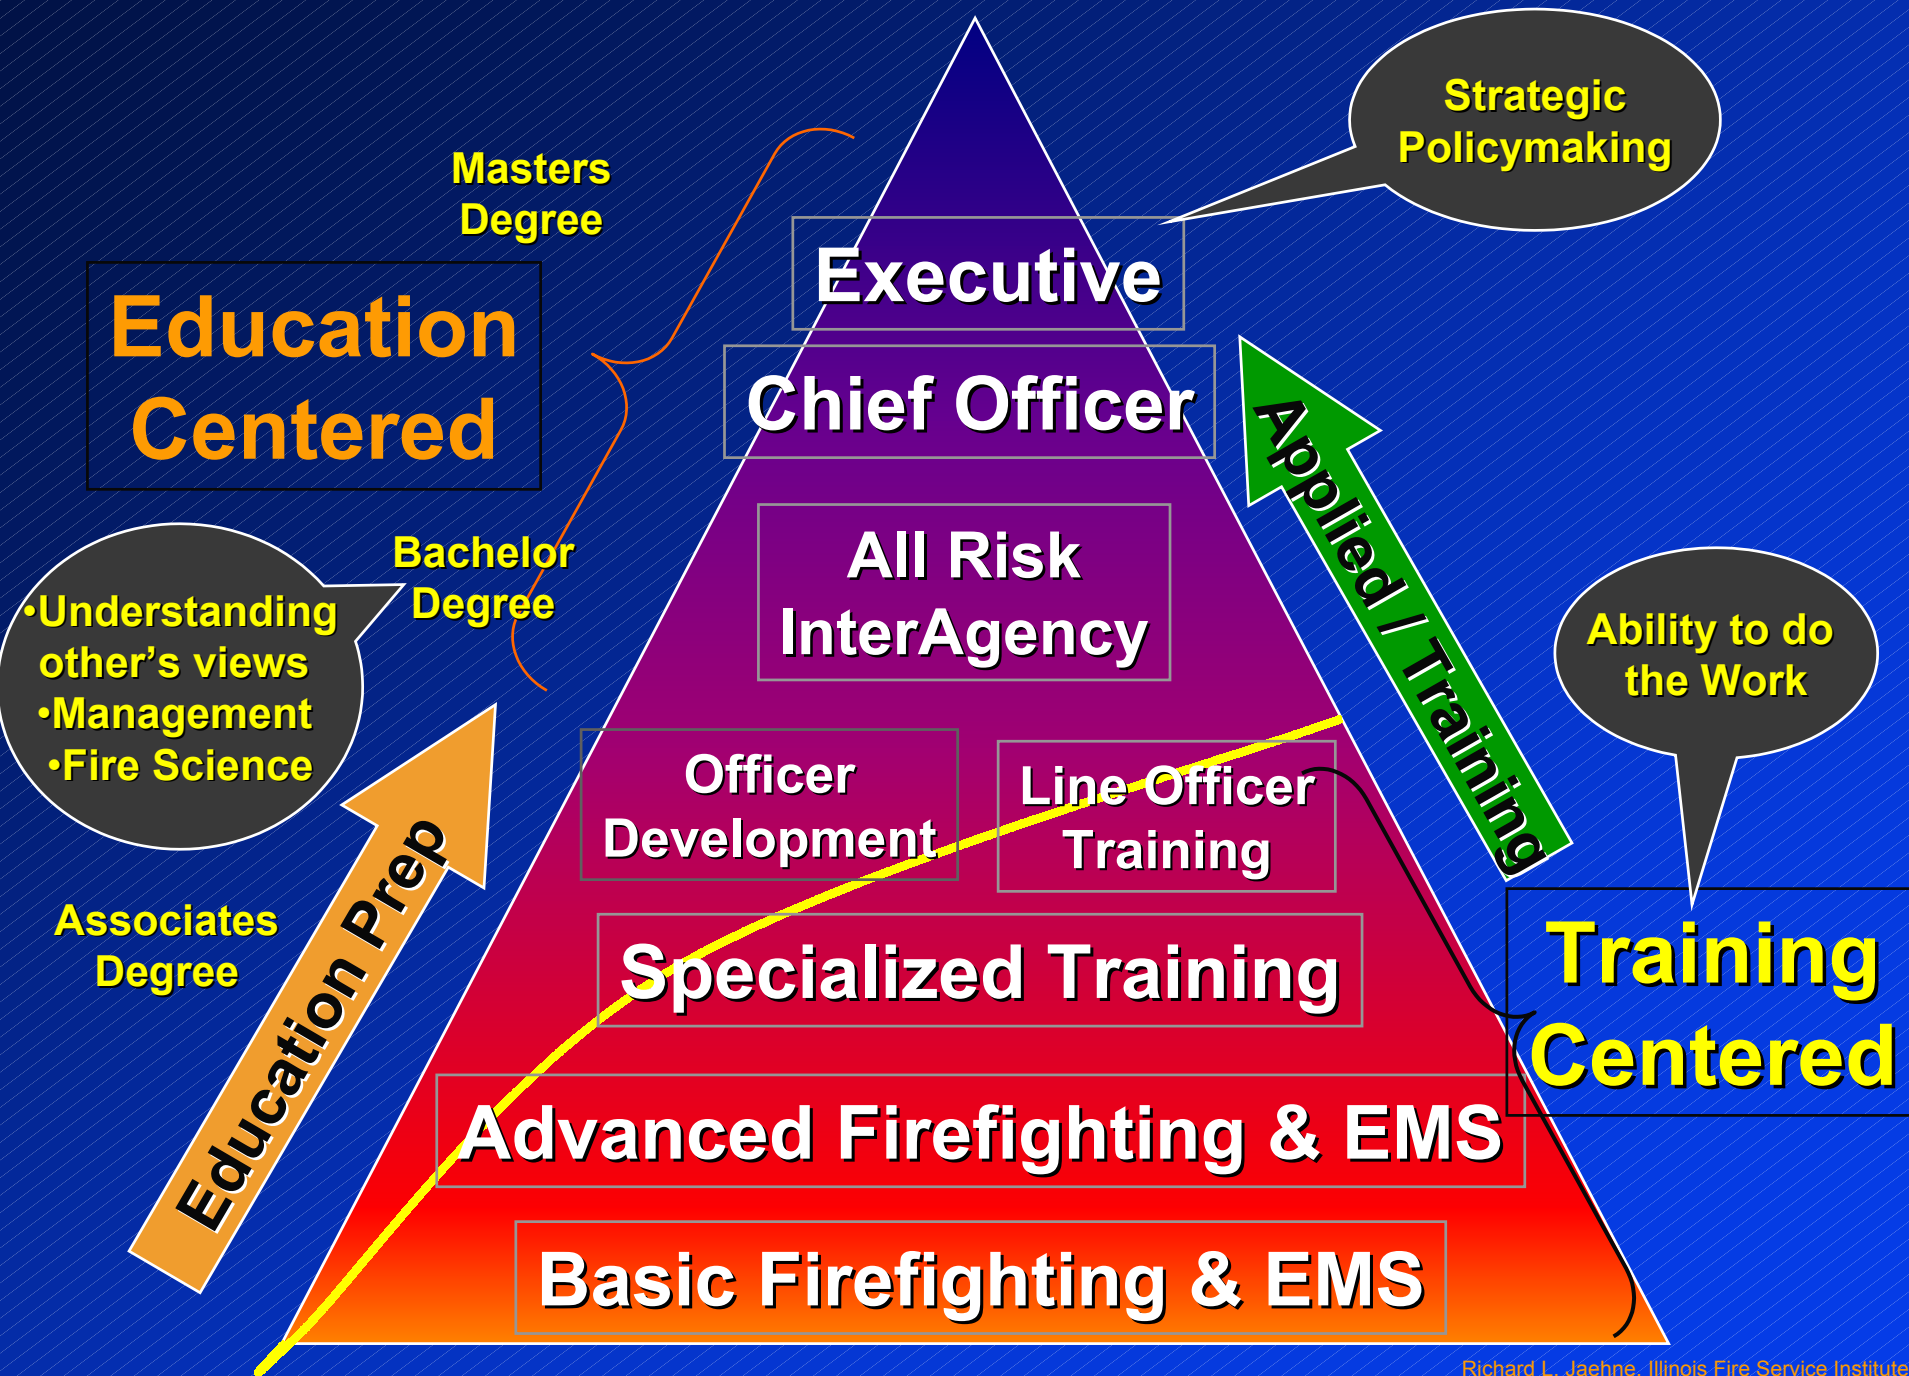 Strategic
Policymaking
Masters
Degree
Executive
Education
Centered
Chief Officer
Applied / Training
All Risk
InterAgency
Bachelor
Degree
•Understanding
other’s views
•Management
•Fire Science
Ability to do
the Work
Officer
Development
Line Officer
Training
Education Prep
Associates
Degree
Specialized Training
Training
Centered
Advanced Firefighting & EMS
Basic Firefighting & EMS
Richard L. Jaehne, Illinois Fire Service Institute